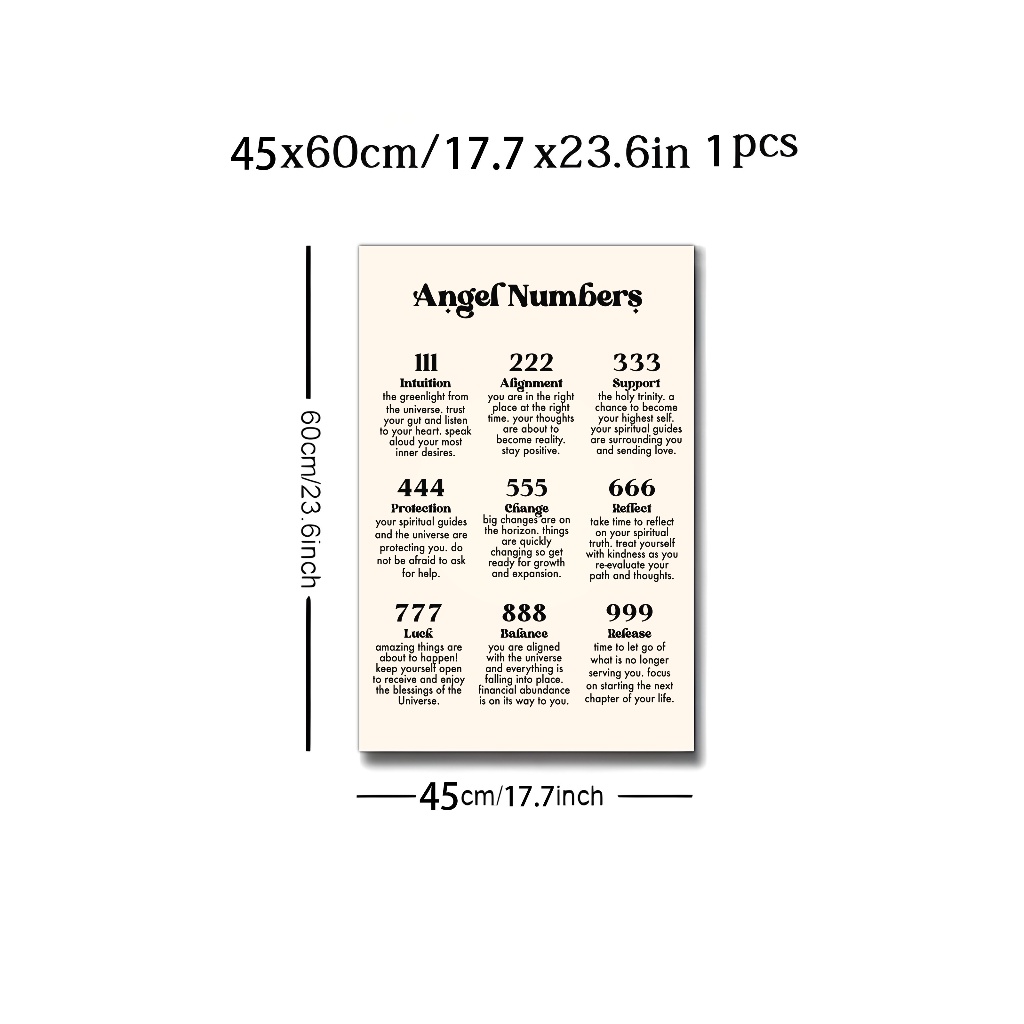 45x60cm/17.7 x23.6in 1pcs
Angel Numbers
111
Intuition
the greenlight from
the universe. trust
your gut and listen
to your heart. speak
aloud your most
inner desires.
222
Alignment
you are in the right
place at the right
time. your thoughts
are about to
become reality.
stay positive.
333
Support
the holy trinity. a
chance to become
your highest self.
your spiritual guides
are surrounding you
and sending love.
444
Protection
your spiritual guides
and the universe are
protecting you. do
not be afraid to ask
for help.
555
Change
big changes are on
the horizon. things
are quickly
changing so get
ready for growth
and expansion.
666
Reflect
take time to reflect
on your spiritual
truth. treat yourself
with kindness as you
re-evaluate your
path and thoughts.
777
Luck
amazing things are
about to happen!
keep yourself open
to receive and enjoy
the blessings of the
Universe.
888
Balance
you are aligned
with the universe
and everything is
falling into place.
financial abundance
is on its way to you.
999
Release
time to let go of
what is no longer
serving you. focus
on starting the next
chapter of your life.
60cm/23.6inch
45cm/17.7inch